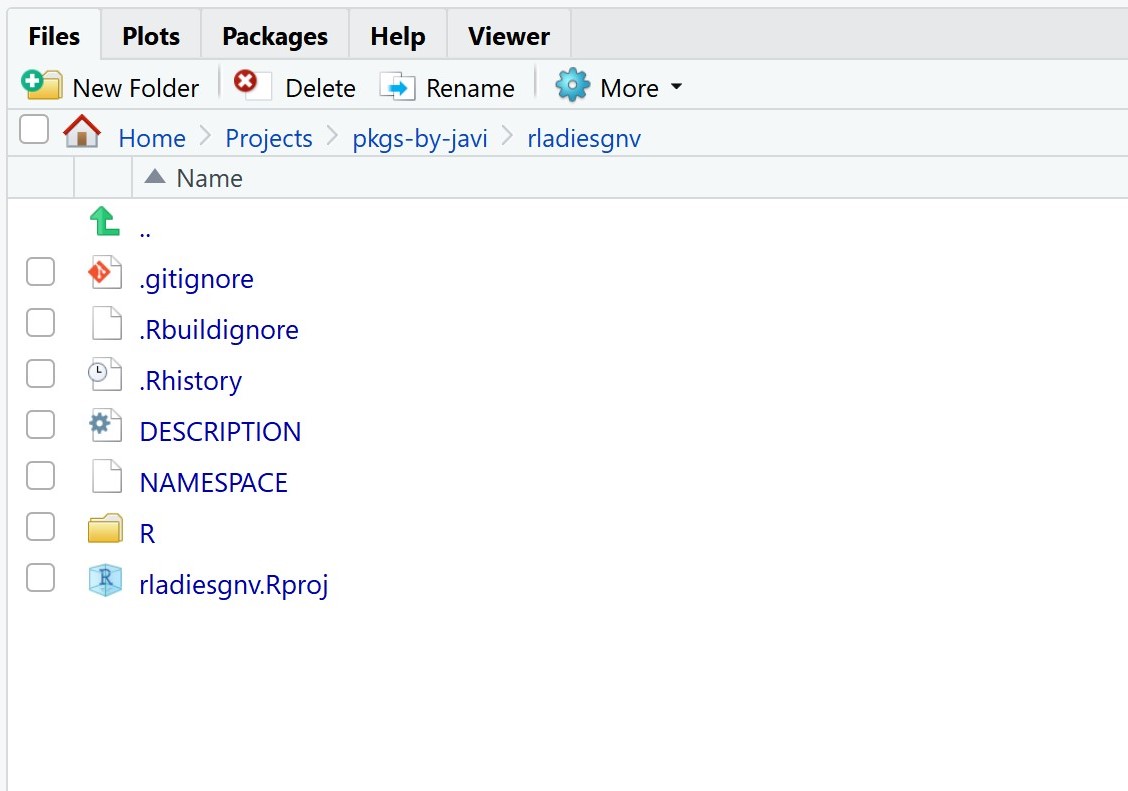 Files Plots Packages Help Viewer
New Folder Delete Rename More
Home Projects pkgs-by-javi rladiesgnv
Name
..
.gitignore
.Rbuildignore
.Rhistory
DESCRIPTION
NAMESPACE
R
rladiesgnv.Rproj